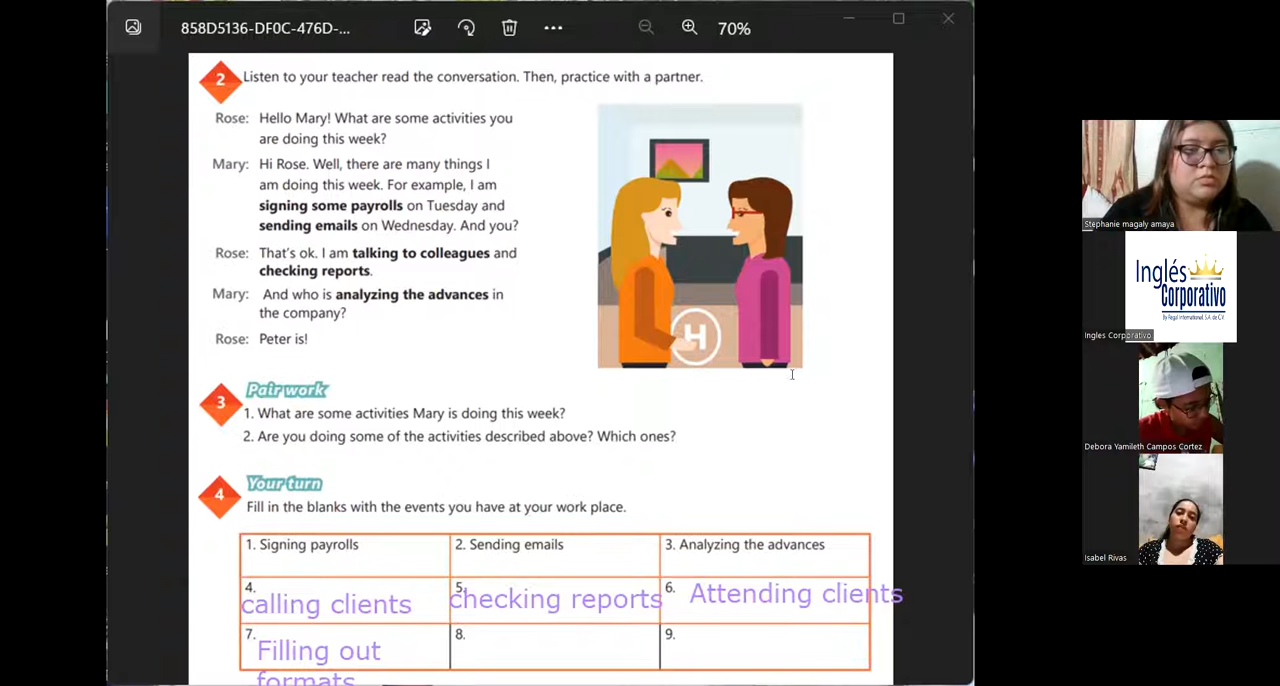 858D5136-DF0C-476D-...
70%
2 Listen to your teacher read the conversation. Then, practice with a partner.
Rose: Hello Mary! What are some activities you
are doing this week?
Mary: Hi Rose. Well, there are many things I
am doing this week. For example, I am
signing some payrolls on Tuesday and
sending emails on Wednesday. And you?
Rose: That's ok. I am talking to colleagues and
checking reports.
Mary: And who is analyzing the advances in
the company?
Rose: Peter is!
H
3 Pair work
1. What are some activities Mary is doing this week?
2. Are you doing some of the activities described above? Which ones?
4 Your turn
Fill in the blanks with the events you have at your work place.
1. Signing payrolls
2. Sending emails
3. Analyzing the advances
4.
calling clients
5.
checking reports
6. Attending clients
7.
Filling out
formats
8.
9.
Stephanie magaly amaya
Inglés
Corporativo
By Regal International, S.A. de C.V.
Ingles Corporativo
Debora Yamileth Campos Cortez
Isabel Rivas